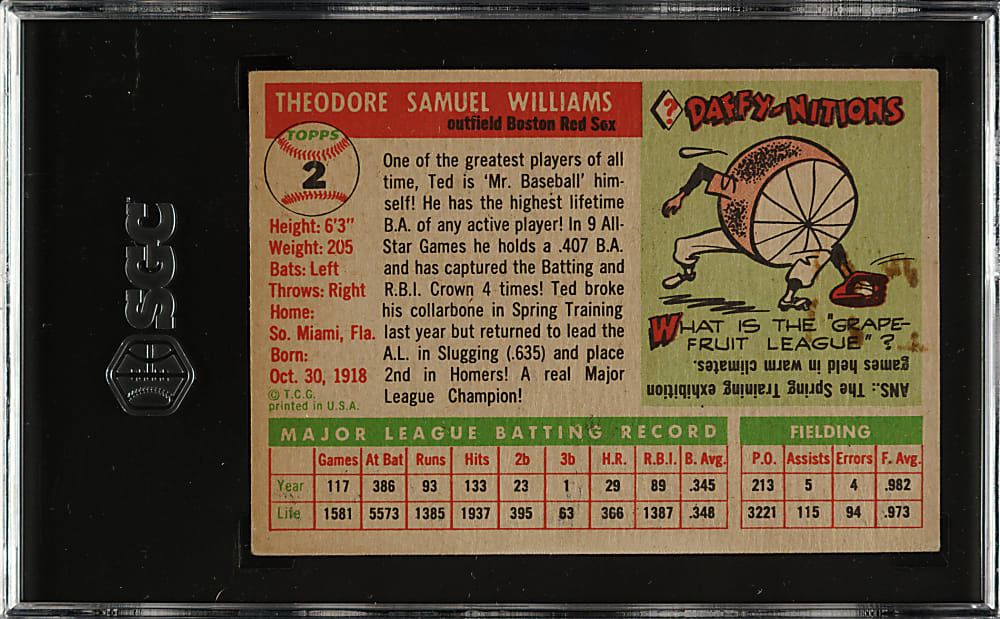 SGC
THEODORE SAMUEL WILLIAMS
outfield Boston Red Sox
TOPPS
2
Height: 6'3"
Weight: 205
Bats: Left
Throws: Right
Home:
So. Miami, Fla.
Born:
Oct. 30, 1918
© T.C.G.
printed in U.S.A.
One of the greatest players of all
time, Ted is 'Mr. Baseball' him-
self! He has the highest lifetime
B.A. of any active player! In 9 All-
Star Games he holds a .407 B.A.
and has captured the Batting and
R.B.I. Crown 4 times! Ted broke
his collarbone in Spring Training
last year but returned to lead the
A.L. in Slugging (.635) and place
2nd in Homers! A real Major
League Champion!
? DAFFY-NITIONS
WHAT IS THE "GRAPE-
FRUIT LEAGUE"?
ANS.: The Spring Training exhibition
games held in warm climates.
MAJOR LEAGUE BATTING RECORD
Games At Bat Runs Hits 2b 3b H.R. R.B.I. B. Avg.
Year 117 386 93 133 23 1 29 89 .345
Life 1581 5573 1385 1937 395 63 366 1387 .348
FIELDING
P.O. Assists Errors F. Avg.
213 5 4 .982
3221 115 94 .973